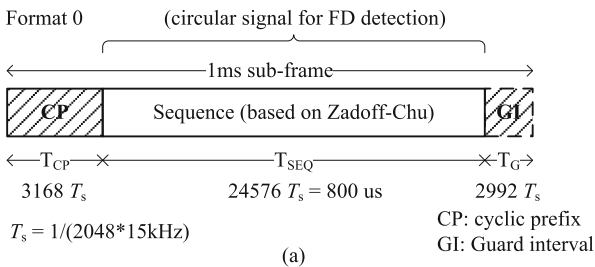 Format 0
(circular signal for FD detection)
1ms sub-frame
CP
Sequence (based on Zadoff-Chu)
GI
T_CP
T_SEQ
T_G
3168 T_s
24576 T_s = 800 us
2992 T_s
T_s = 1/(2048*15kHz)
CP: cyclic prefix
GI: Guard interval
(a)